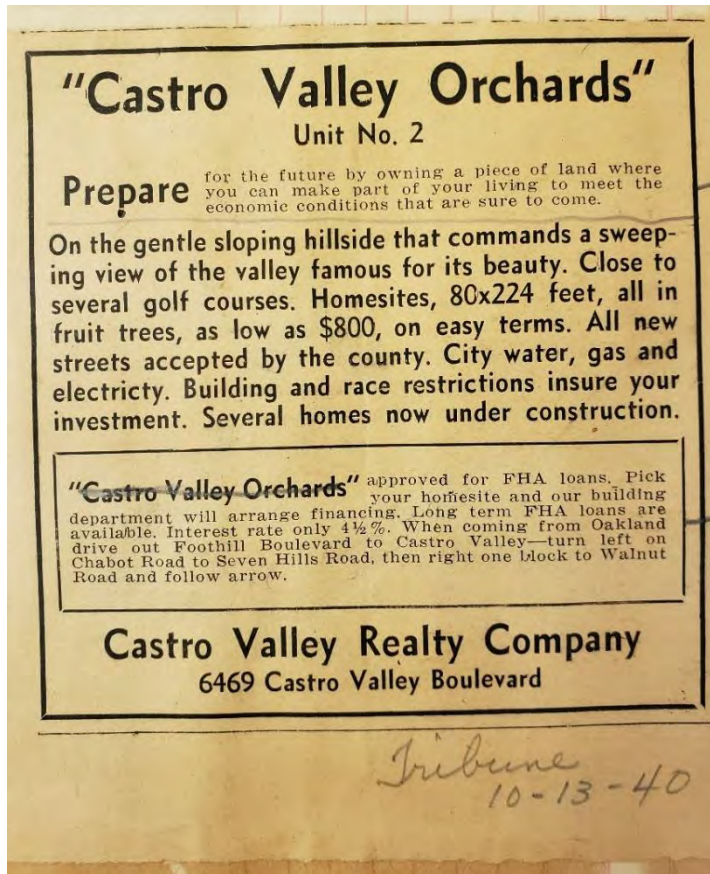 "Castro Valley Orchards"
Unit No. 2
Prepare for the future by owning a piece of land where
you can make part of your living to meet the
economic conditions that are sure to come.
On the gentle sloping hillside that commands a sweep-
ing view of the valley famous for its beauty. Close to
several golf courses. Homesites, 80x224 feet, all in
fruit trees, as low as $800, on easy terms. All new
streets accepted by the county. City water, gas and
electricty. Building and race restrictions insure your
investment. Several homes now under construction.
"Castro Valley Orchards" approved for FHA loans. Pick
your homesite and our building
department will arrange financing. Long term FHA loans are
available. Interest rate only 4½%. When coming from Oakland
drive out Foothill Boulevard to Castro Valley—turn left on
Chabot Road to Seven Hills Road, then right one block to Walnut
Road and follow arrow.
Castro Valley Realty Company
6469 Castro Valley Boulevard
Tribune
10-13-40